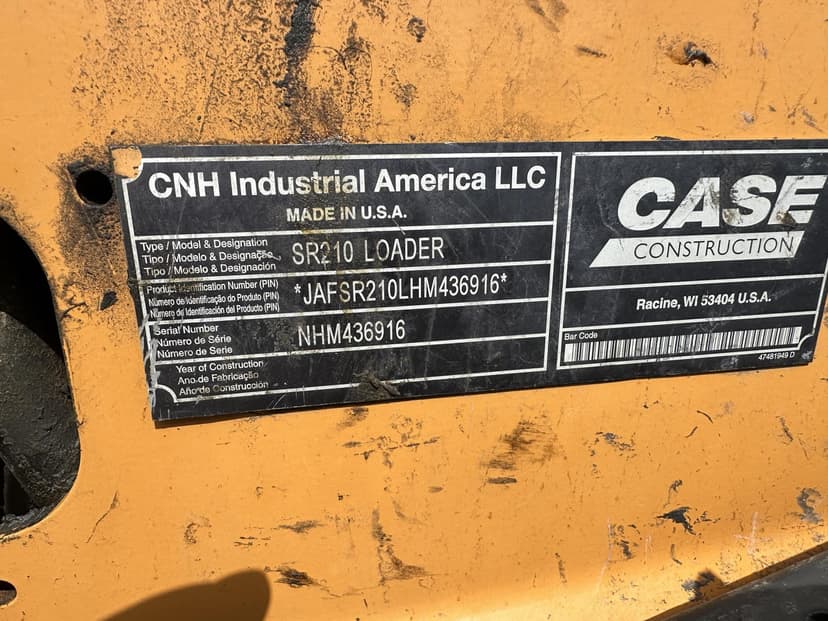 CNH Industrial America LLC
MADE IN U.S.A.
Type / Model & Designation
Tipo / Modelo & Designação
Tipo / Modelo & Designación
SR210 LOADER
Product Identification Number (PIN)
Número de Identificação do Produto (PIN)
Número de Identificación del Producto (PIN)
*JAFSR210LHM436916*
Serial Number
Número de Série
Número de Serie
NHM436916
Year of Construction
Ano de Fabricação
Año de Construcción
CASE
CONSTRUCTION
Racine, WI 53404 U.S.A.
Bar Code
47481949 D